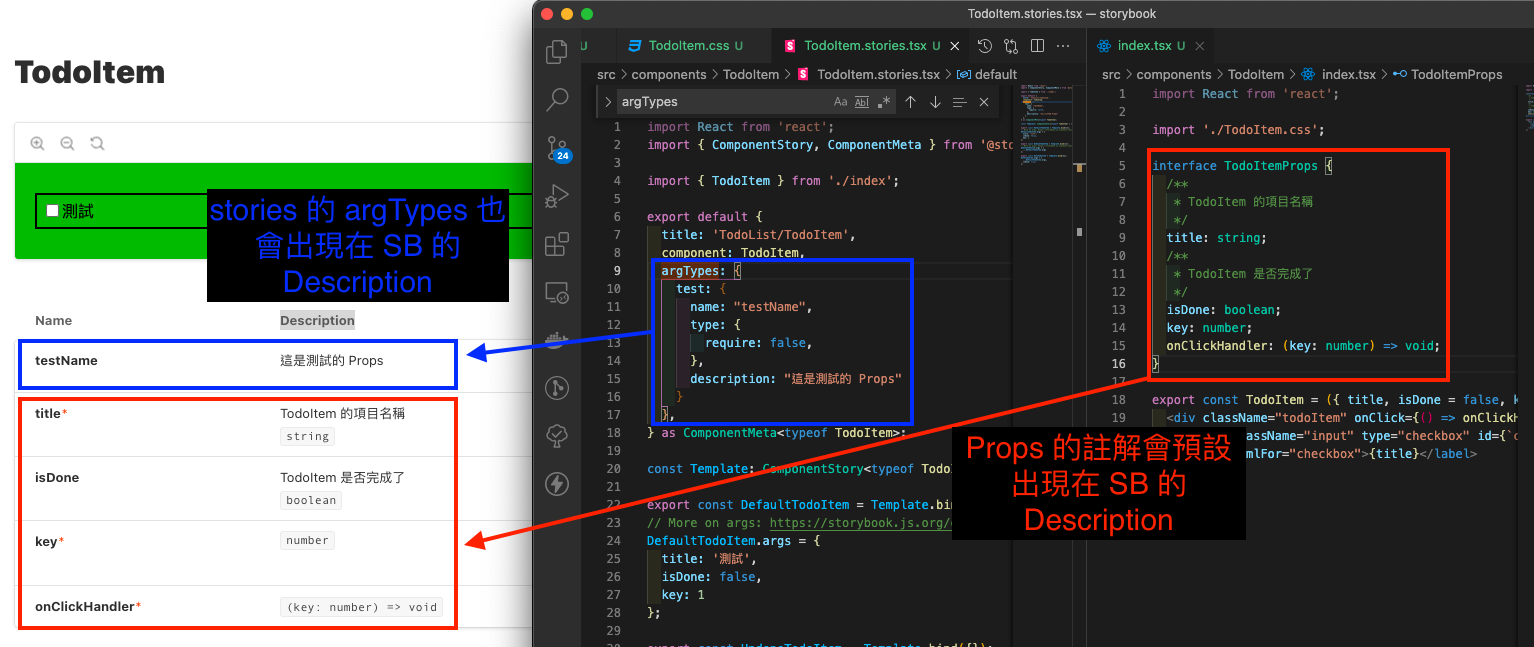 TodoItem
測試
stories 的 argTypes 也
會出現在 SB 的
Description
Name Description
testName 這是測試的 Props
title* TodoItem 的項目名稱
string
isDone TodoItem 是否完成了
boolean
key* number
onClickHandler* (key: number) => void
TodoItem.stories.tsx — storybook
U TodoItem.css U TodoItem.stories.tsx U
src > components > TodoItem > TodoItem.stories.tsx > default
argTypes Aa Abl .*
24
1 import React from 'react';
2 import { ComponentStory, ComponentMeta } from '@sto
3
4 import { TodoItem } from './index';
5
6 export default {
7 title: 'TodoList/TodoItem',
8 component: TodoItem,
9 argTypes: {
10 test: {
11 name: "testName",
12 type: {
13 require: false,
14 },
15 description: "這是測試的 Props"
16 }
17 },
18 } as ComponentMeta<typeof TodoItem>;
19
20 const Template: ComponentStory<typeof TodoI
21
22 export const DefaultTodoItem = Template.bin
23 // More on args: https://storybook.js.org/
24 DefaultTodoItem.args = {
25 title: '測試',
26 isDone: false,
27 key: 1
28 };
29
index.tsx U
src > components > TodoItem > index.tsx > TodoItemProps
1 import React from 'react';
2
3 import './TodoItem.css';
4
5 interface TodoItemProps {
6 /**
7 * TodoItem 的項目名稱
8 */
9 title: string;
10 /**
11 * TodoItem 是否完成了
12 */
13 isDone: boolean;
14 key: number;
15 onClickHandler: (key: number) => void;
16 }
17
18 export const TodoItem = ({ title, isDone = false, k
19 <div className="todoItem" onClick={() => onClickH
assName="input" type="checkbox" id={`c
mlFor="checkbox">{title}</label>
Props 的註解會預設
出現在 SB 的
Description